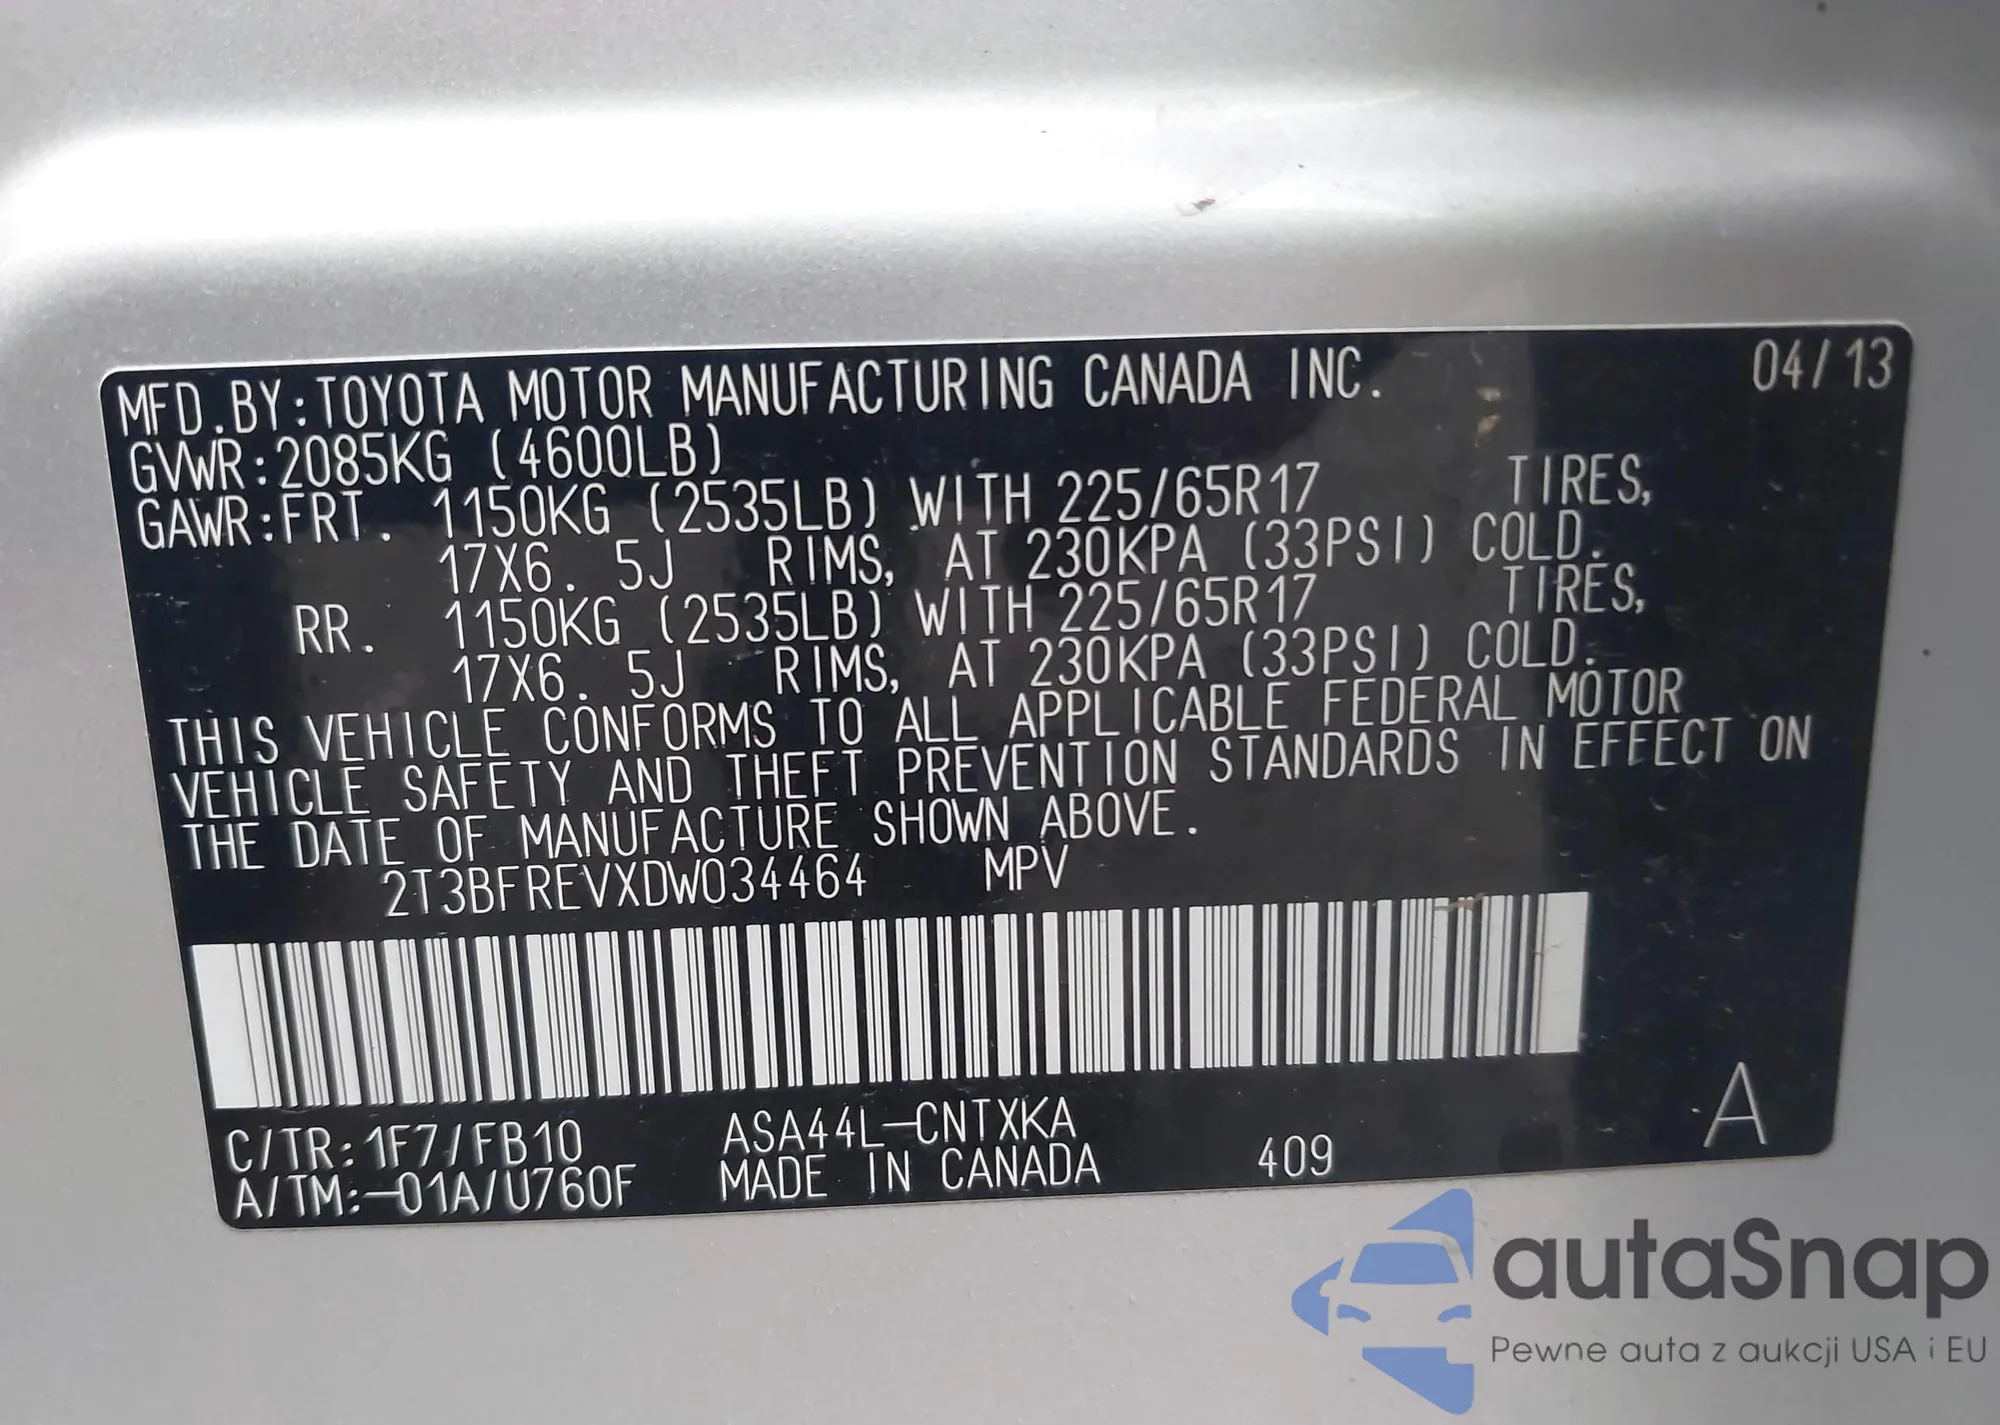 MFD.BY:TOYOTA MOTOR MANUFACTURING CANADA INC. 04/13
GVWR:2085KG (4600LB)
GAWR:FRT. 1150KG (2535LB) WITH 225/65R17 TIRES,
17X6.5J RIMS, AT 230KPA (33PSI) COLD.
RR. 1150KG (2535LB) WITH 225/65R17 TIRES,
17X6.5J RIMS, AT 230KPA (33PSI) COLD.
THIS VEHICLE CONFORMS TO ALL APPLICABLE FEDERAL MOTOR
VEHICLE SAFETY AND THEFT PREVENTION STANDARDS IN EFFECT ON
THE DATE OF MANUFACTURE SHOWN ABOVE.
2T3BFREVXDW034464 MPV
C/TR:1F7/FB10 ASA44L-CNTXKA A
A/TM:-01A/U760F MADE IN CANADA 409
autaSnap
Pewne auta z aukcji USA i EU